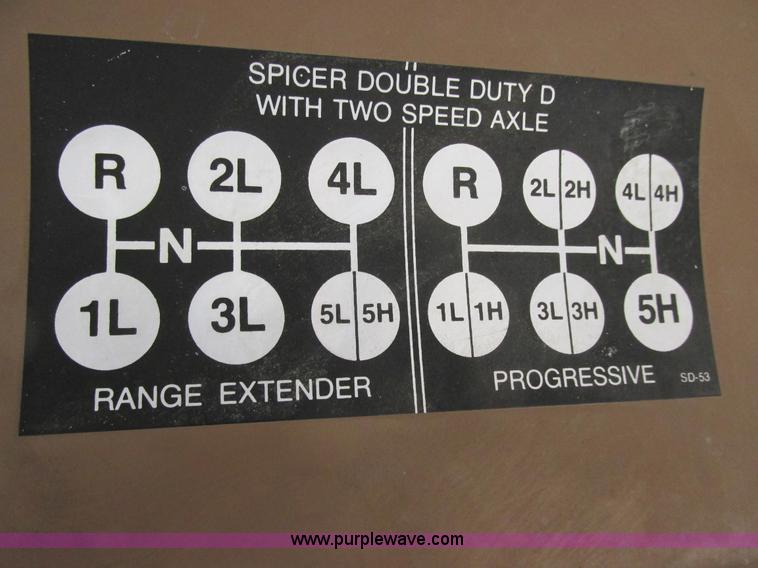 SPICER DOUBLE DUTY D
WITH TWO SPEED AXLE
R 2L 4L
N
1L 3L 5L 5H
RANGE EXTENDER
R 2L 2H 4L 4H
N
1L 1H 3L 3H 5H
PROGRESSIVE
SD-53
www.purplewave.com